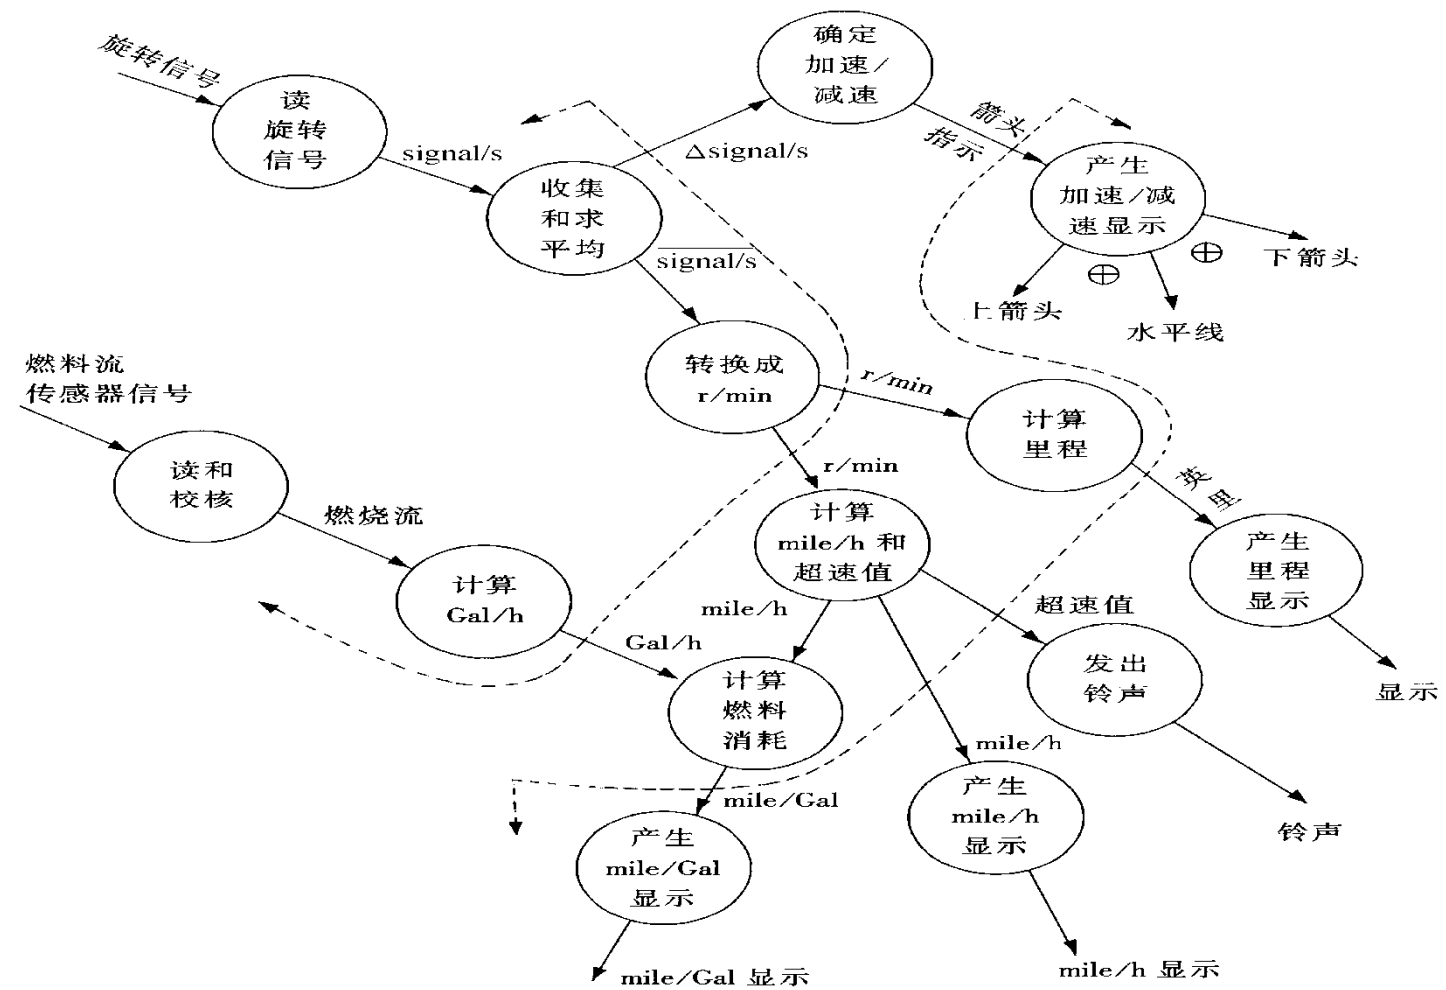 旋转信号
读
旋转
信号
signal/s
收集
和求
平均
△signal/s
确定
加速/
减速
箭头
指示
产生
加速/减
速显示
下箭头
上箭头
水平线
signal/s
转换成
r/min
r/min
计算
里程
英里
产生
里程
显示
显示
燃料流
传感器信号
读和
校核
燃烧流
计算
Gal/h
Gal/h
r/min
计算
mile/h 和
超速值
mile/h
超速值
发出
铃声
铃声
计算
燃料
消耗
mile/h
产生
mile/h
显示
mile/h 显示
mile/Gal
产生
mile/Gal
显示
mile/Gal 显示